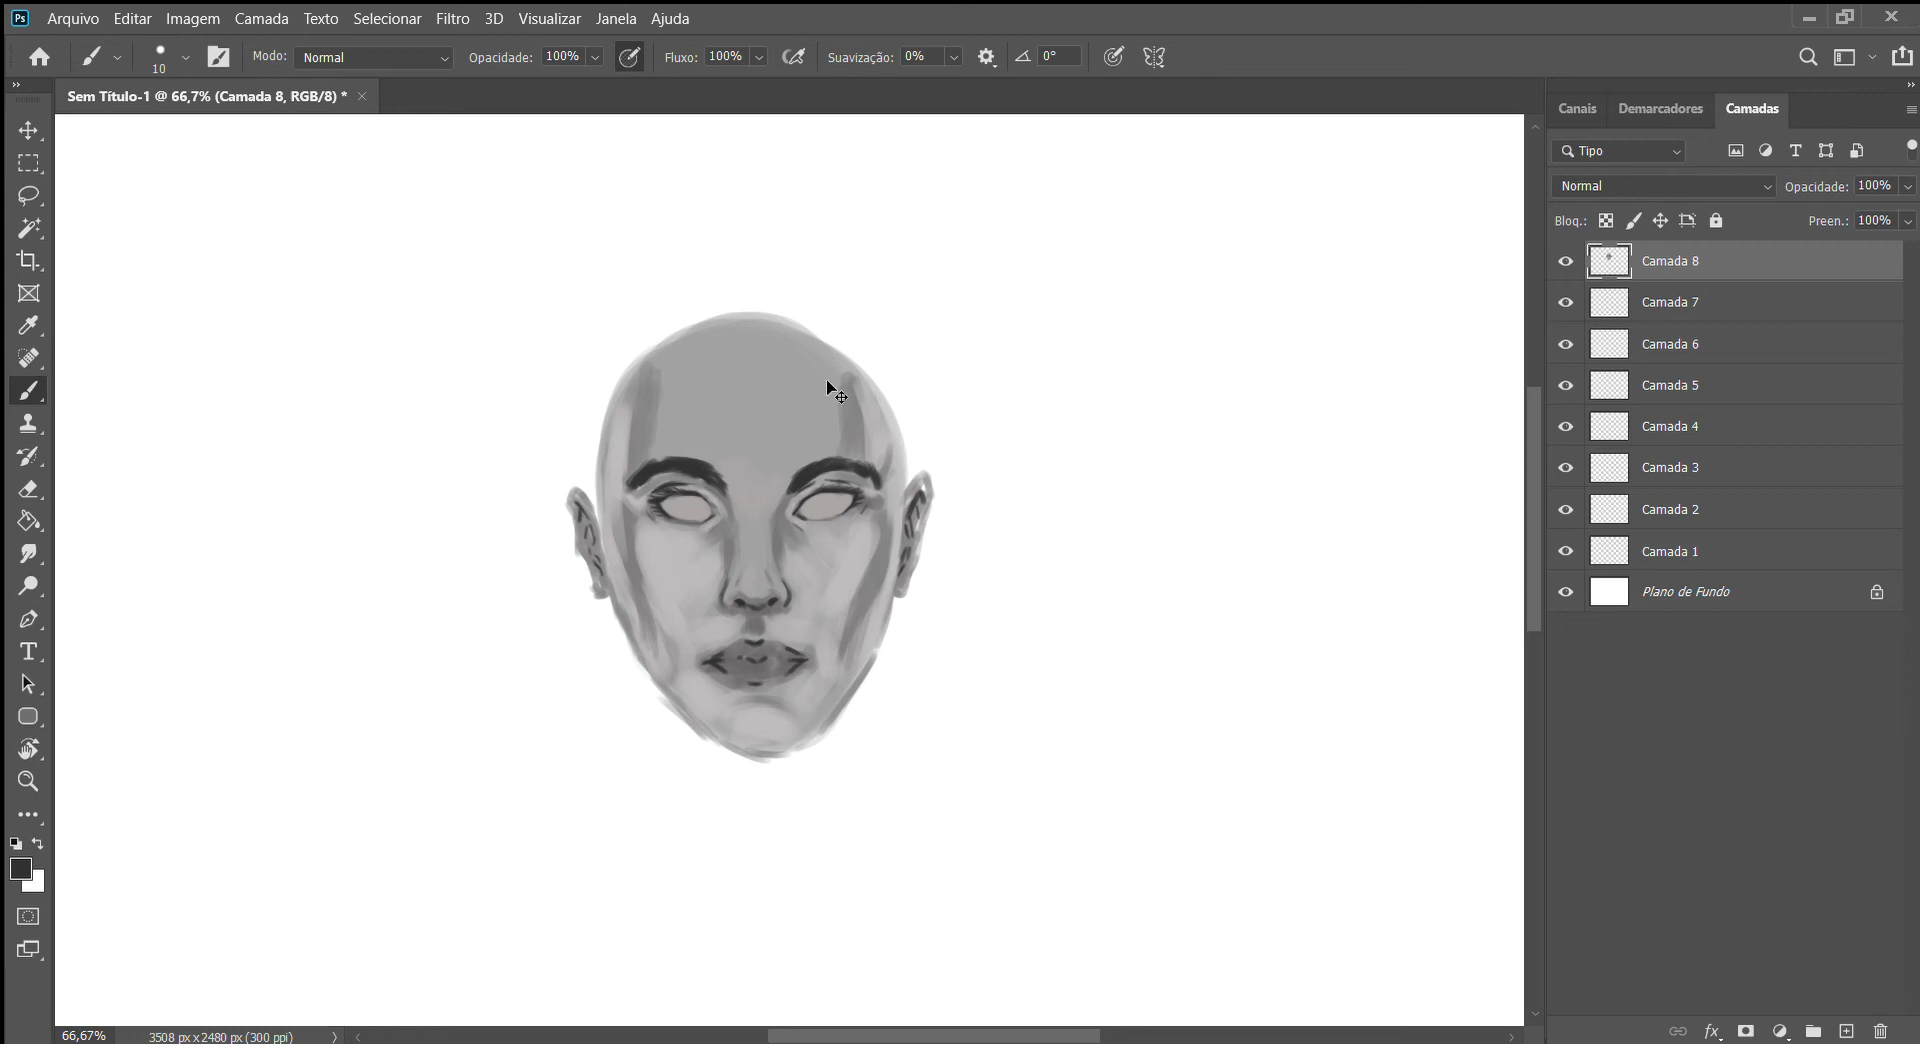 Ps Arquivo Editar Imagem Camada Texto Selecionar Filtro 3D Visualizar Janela Ajuda
10 Modo: Normal Opacidade: 100% Fluxo: 100% Suavização: 0% 0°
Sem Título-1 @ 66,7% (Camada 8, RGB/8) *
Canais Demarcadores Camadas
Tipo
Normal Opacidade: 100%
Bloq.: Preen.: 100%
Camada 8
Camada 7
Camada 6
Camada 5
Camada 4
Camada 3
Camada 2
Camada 1
Plano de Fundo
66,67% 3508 px x 2480 px (300 ppi)
fx